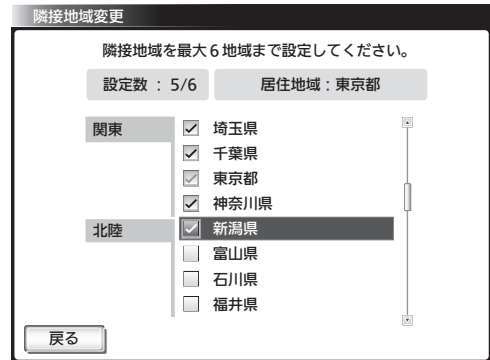 隣接地域変更
隣接地域を最大6地域まで設定してください。
設定数 : 5/6 居住地域 : 東京都
関東 埼玉県
千葉県
東京都
神奈川県
北陸 新潟県
富山県
石川県
福井県
戻る